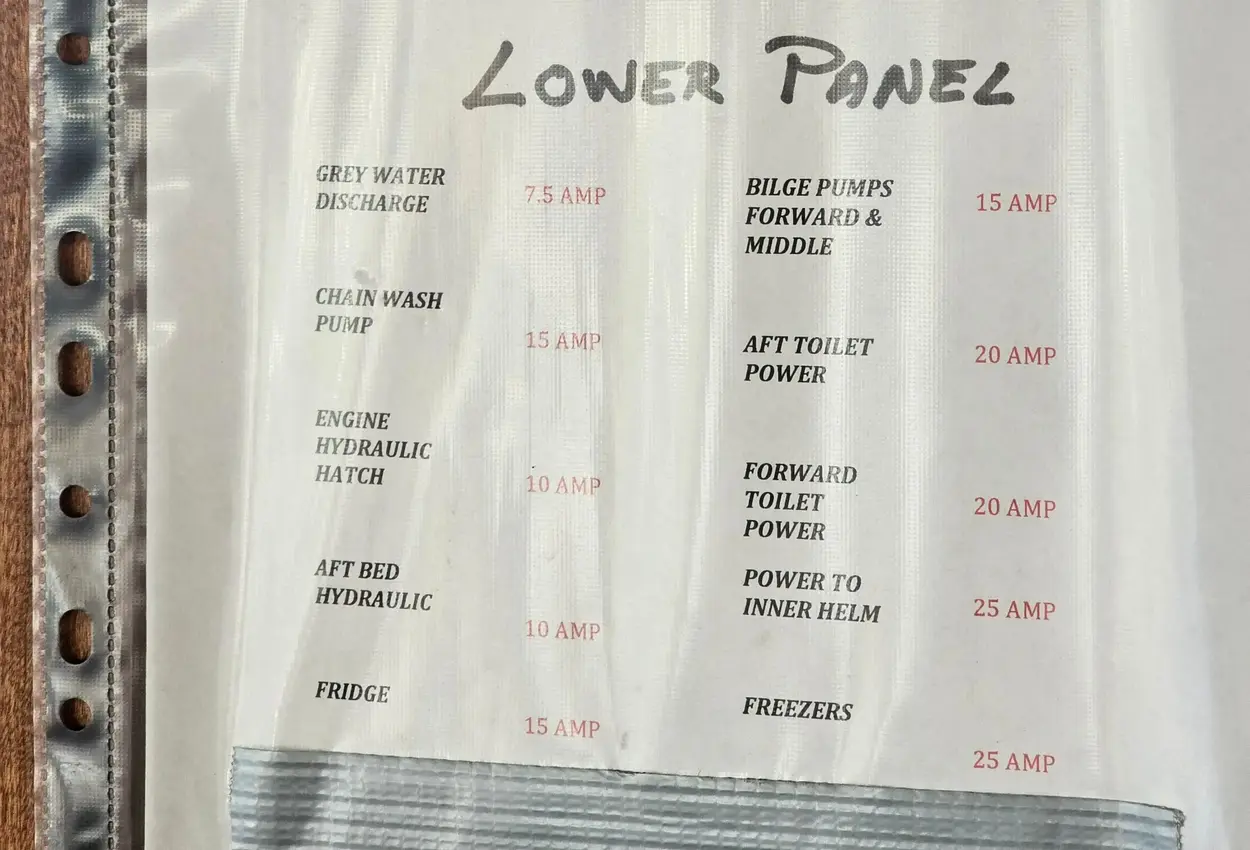 LOWER PANEL
GREY WATER
DISCHARGE
7.5 AMP
CHAIN WASH
PUMP
15 AMP
ENGINE
HYDRAULIC
HATCH
10 AMP
AFT BED
HYDRAULIC
10 AMP
FRIDGE
15 AMP
BILGE PUMPS
FORWARD &
MIDDLE
15 AMP
AFT TOILET
POWER
20 AMP
FORWARD
TOILET
POWER
20 AMP
POWER TO
INNER HELM
25 AMP
FREEZERS
25 AMP